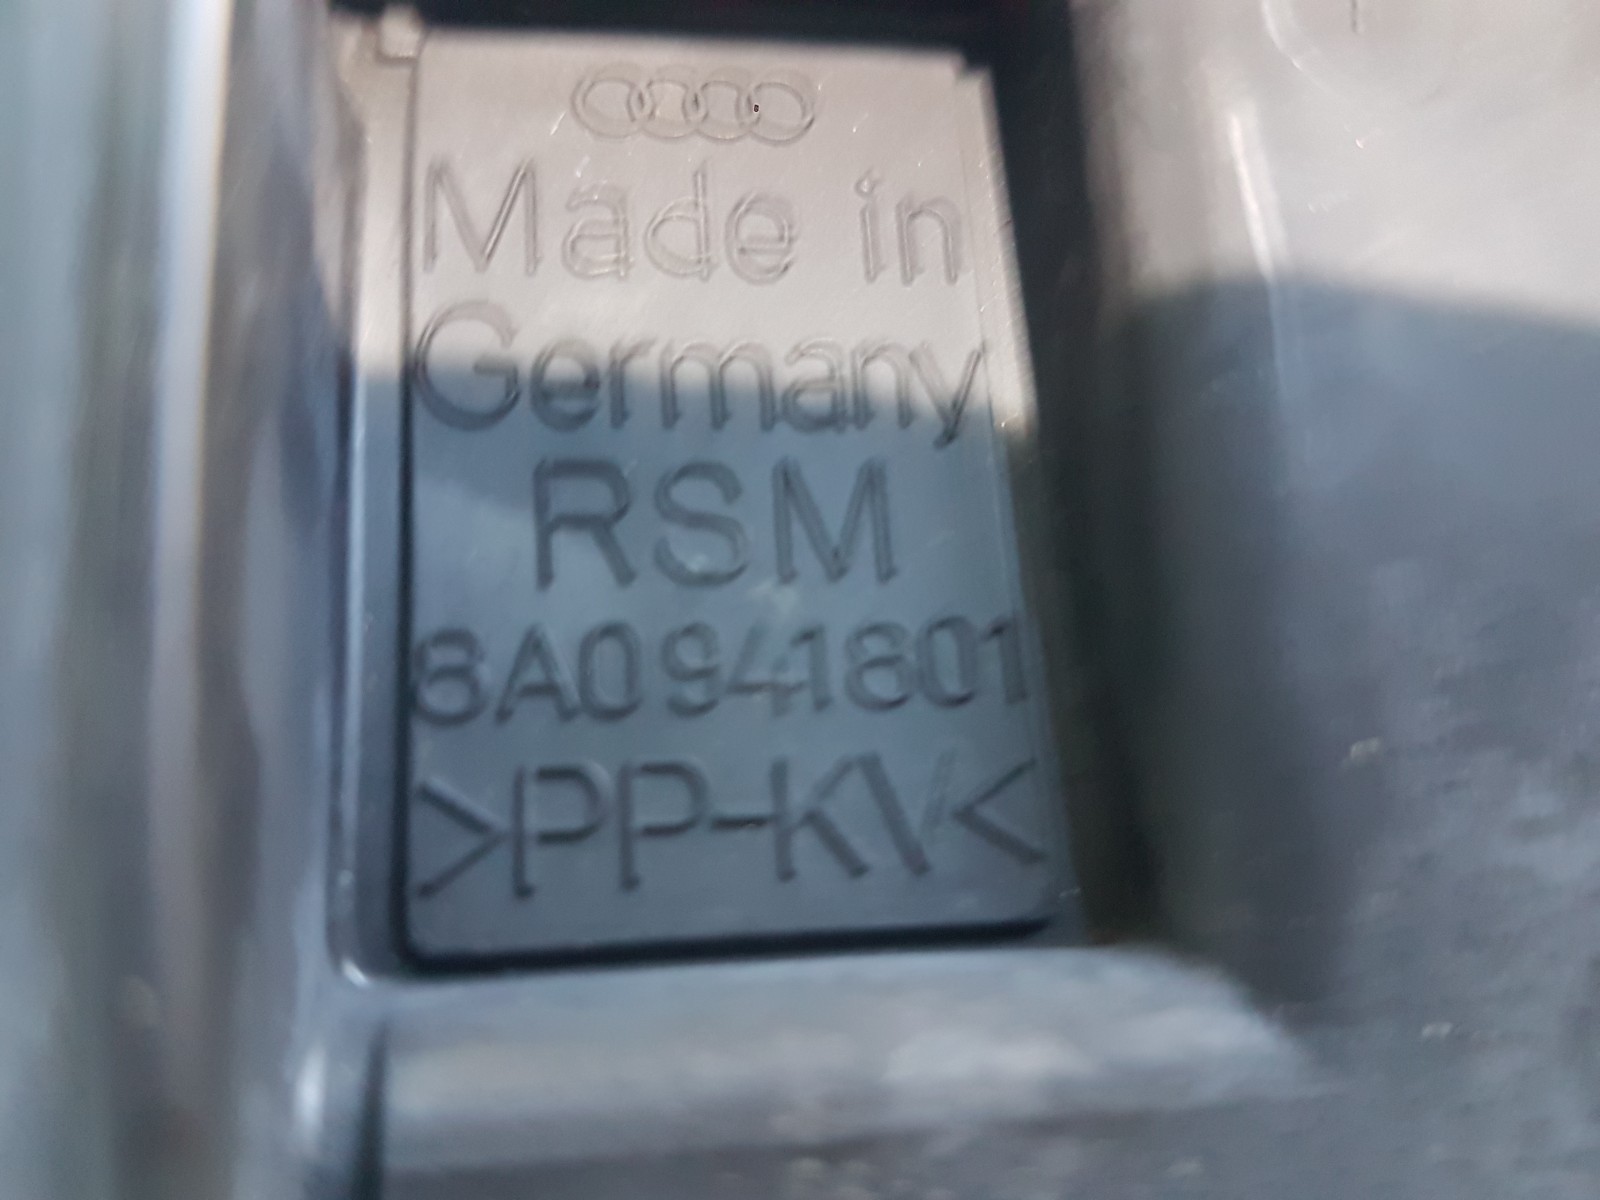 Made in
Germany
RSM
8A0941801
>PP-KV<